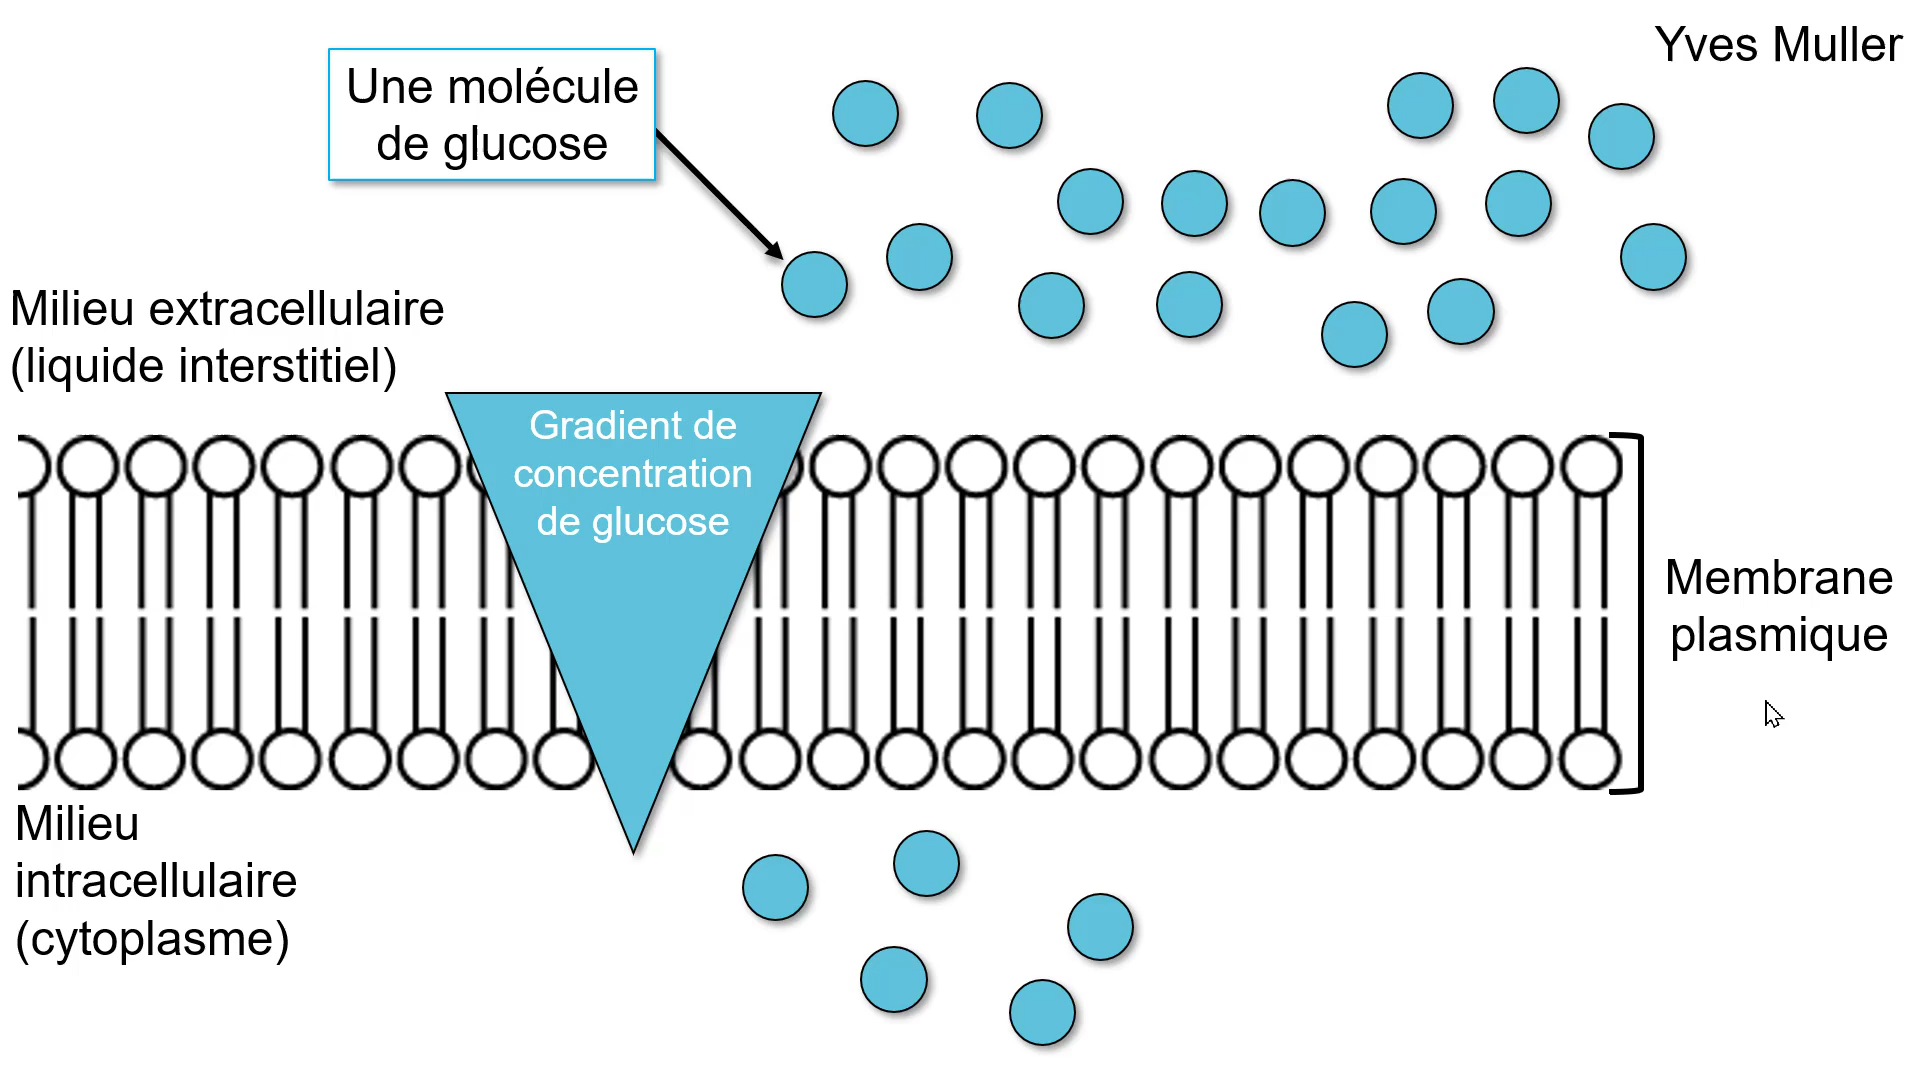 Yves Muller
Une molécule
de glucose
Milieu extracellulaire
(liquide interstitiel)
Gradient de
concentration
de glucose
Membrane
plasmique
Milieu
intracellulaire
(cytoplasme)